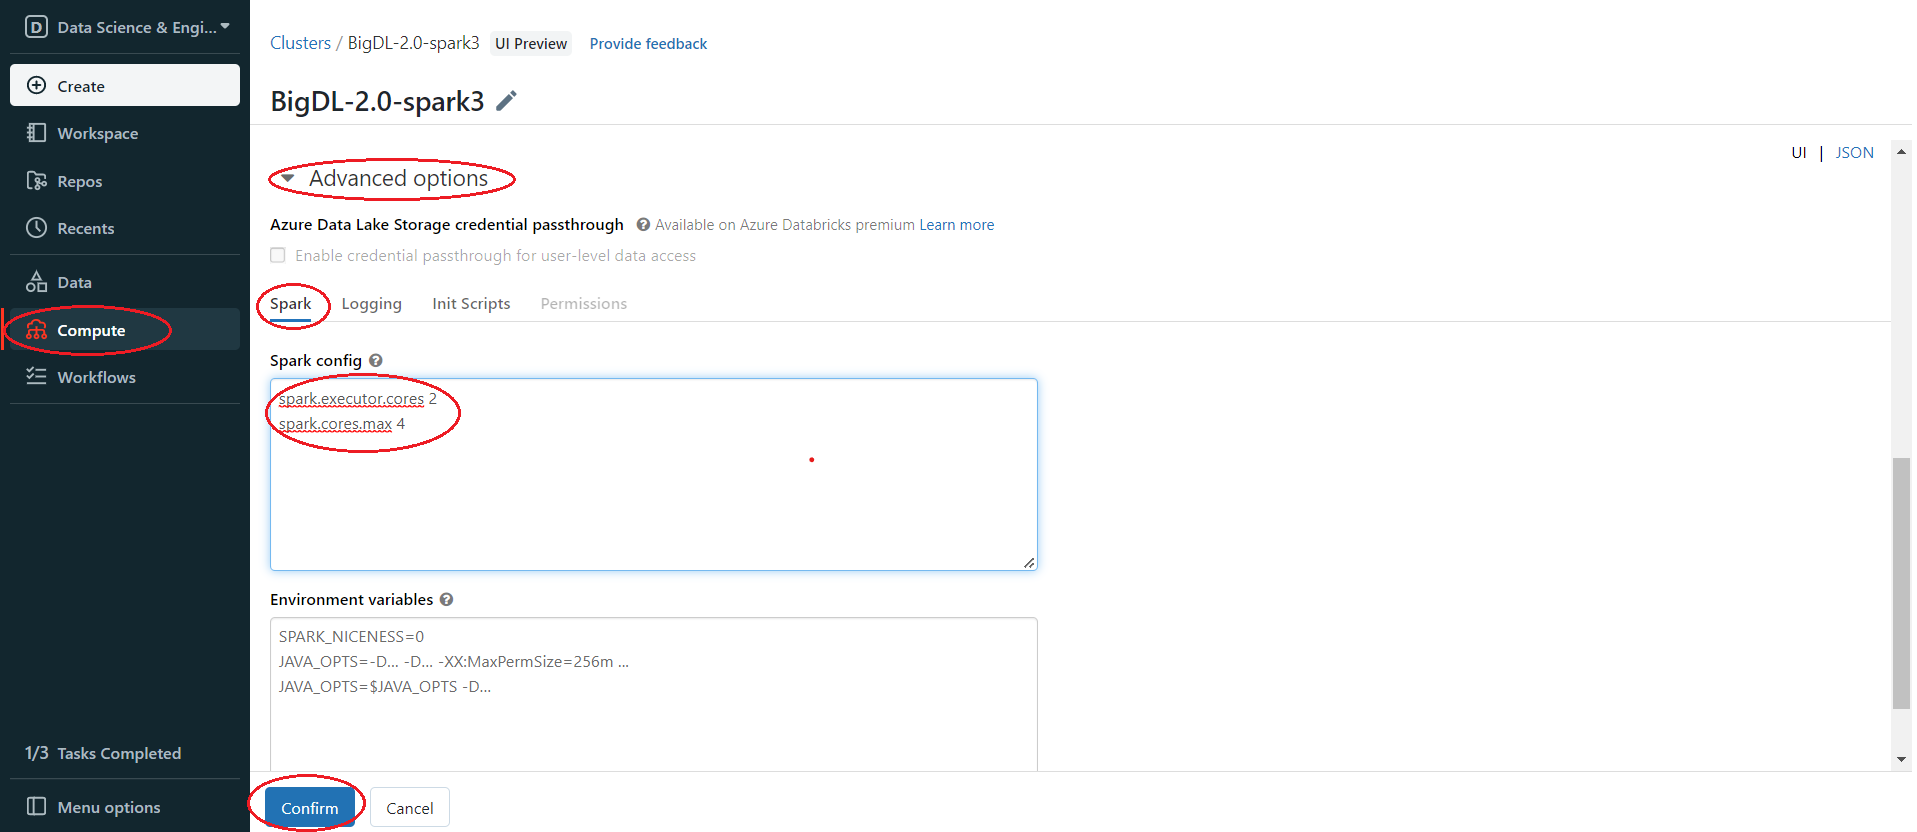 D Data Science & Engi...
Create
Workspace
Repos
Recents
Data
Compute
Workflows
1/3 Tasks Completed
Menu options
Clusters / BigDL-2.0-spark3 UI Preview Provide feedback
BigDL-2.0-spark3
UI | JSON
Advanced options
Azure Data Lake Storage credential passthrough ? Available on Azure Databricks premium Learn more
Enable credential passthrough for user-level data access
Spark Logging Init Scripts Permissions
Spark config ?
spark.executor.cores 2
spark.cores.max 4
Environment variables ?
SPARK_NICENESS=0
JAVA_OPTS=-D... -D... -XX:MaxPermSize=256m ...
JAVA_OPTS=$JAVA_OPTS -D...
Confirm Cancel